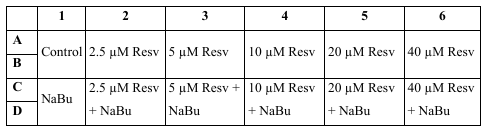 1 2 3 4 5 6
A
Control 2.5 µM Resv 5 µM Resv 10 µM Resv 20 µM Resv 40 µM Resv
B
C 2.5 µM Resv 5 µM Resv + 10 µM Resv 20 µM Resv 40 µM Resv
NaBu
D + NaBu NaBu + NaBu + NaBu + NaBu